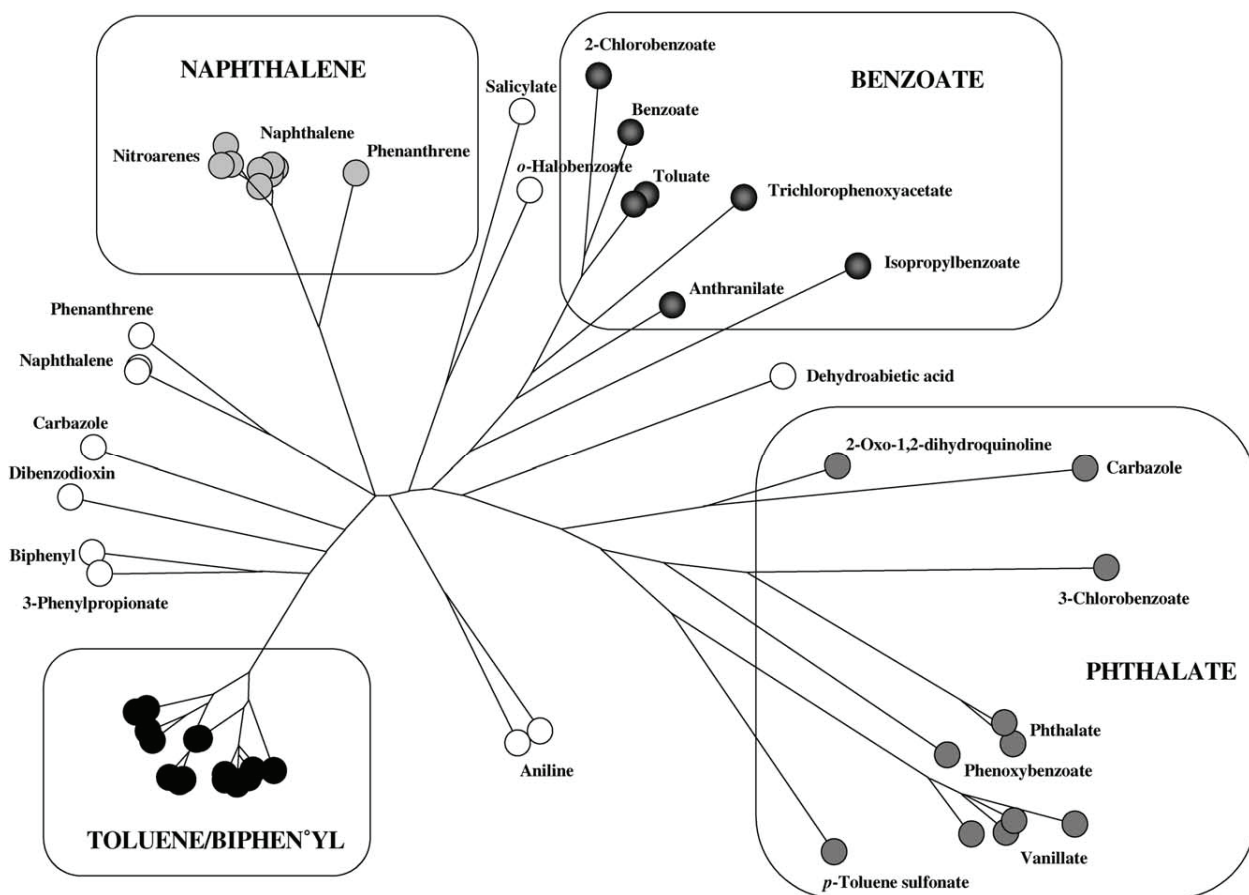 2-Chlorobenzoate
NAPHTHALENE
BENZOATE
Salicylate
Benzoate
Naphthalene
Nitroarenes
Phenanthrene
o-Halobenzoate
Toluate
Trichlorophenoxyacetate
Isopropylbenzoate
Anthranilate
Phenanthrene
Naphthalene
Dehydroabietic acid
Carbazole
2-Oxo-1,2-dihydroquinoline
Carbazole
Dibenzodioxin
Biphenyl
3-Phenylpropionate
3-Chlorobenzoate
PHTHALATE
Phthalate
Aniline
Phenoxybenzoate
TOLUENE/BIPHEN°YL
Vanillate
p-Toluene sulfonate